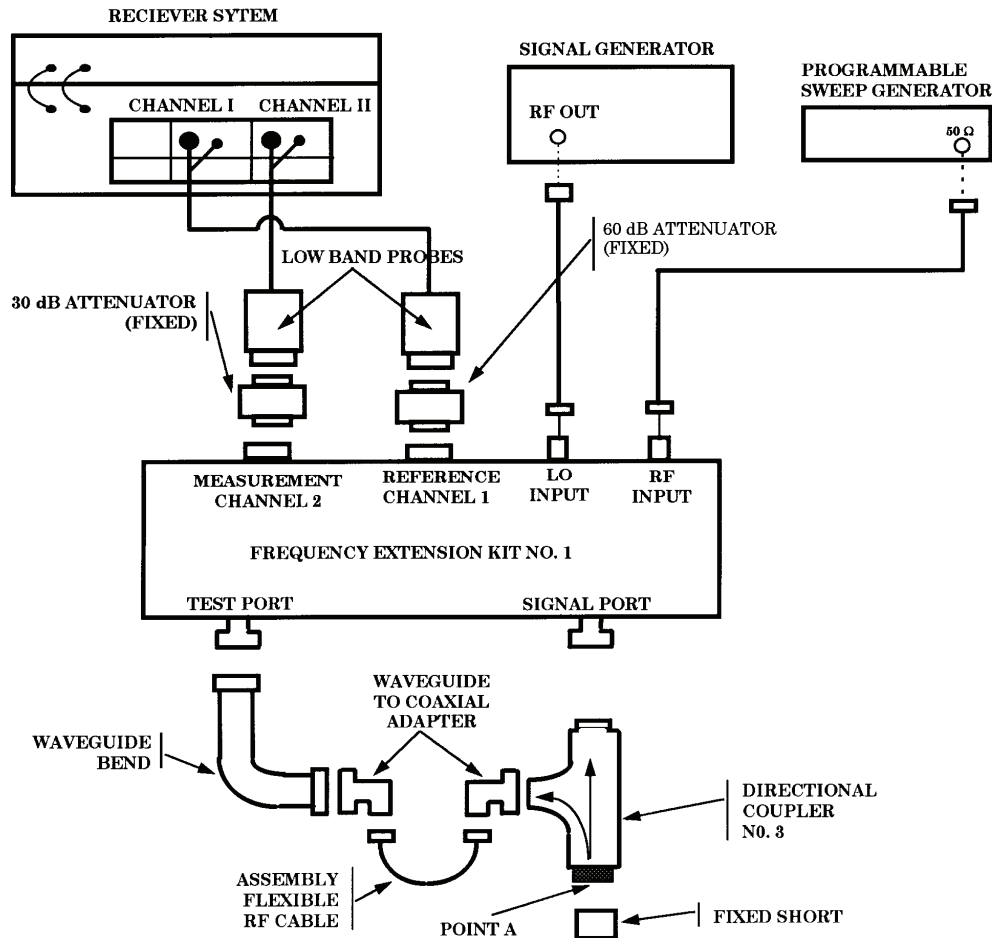 RECIEVER SYTEM
SIGNAL GENERATOR
PROGRAMMABLE
SWEEP GENERATOR
CHANNEL I
CHANNEL II
RF OUT
50 Ω
60 dB ATTENUATOR
(FIXED)
LOW BAND PROBES
30 dB ATTENUATOR
(FIXED)
MEASUREMENT
CHANNEL 2
REFERENCE
CHANNEL 1
LO
INPUT
RF
INPUT
FREQUENCY EXTENSION KIT NO. 1
TEST PORT
SIGNAL PORT
WAVEGUIDE
TO COAXIAL
ADAPTER
WAVEGUIDE
BEND
DIRECTIONAL
COUPLER
N0. 3
ASSEMBLY
FLEXIBLE
RF CABLE
POINT A
FIXED SHORT